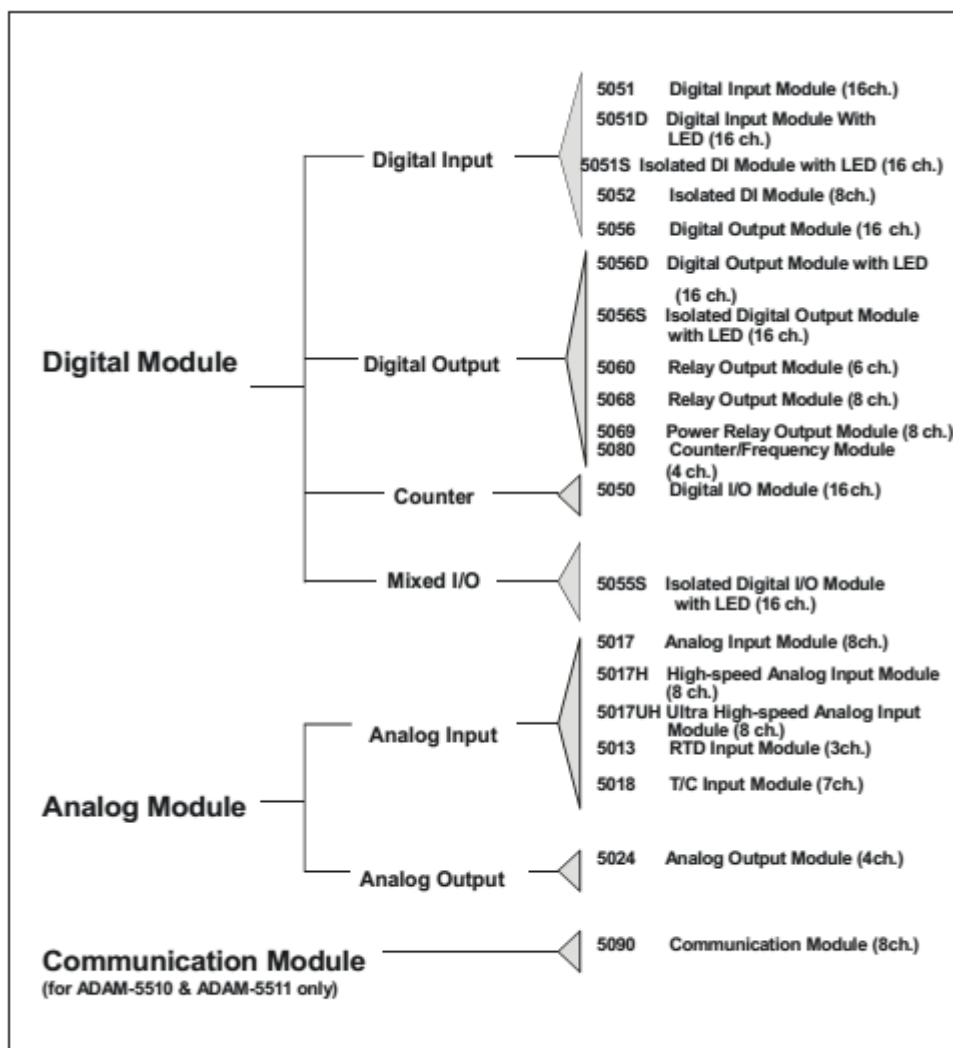 5051 Digital Input Module (16ch.)
5051D Digital Input Module With
LED (16 ch.)
Digital Input
5051S Isolated DI Module with LED (16 ch.)
5052 Isolated DI Module (8ch.)
5056 Digital Output Module (16 ch.)
5056D Digital Output Module with LED
(16 ch.)
5056S Isolated Digital Output Module
with LED (16 ch.)
Digital Module
Digital Output
5060 Relay Output Module (6 ch.)
5068 Relay Output Module (8 ch.)
5069 Power Relay Output Module (8 ch.)
5080 Counter/Frequency Module
(4 ch.)
Counter
5050 Digital I/O Module (16ch.)
Mixed I/O
5055S Isolated Digital I/O Module
with LED (16 ch.)
5017 Analog Input Module (8ch.)
5017H High-speed Analog Input Module
(8 ch.)
5017UH Ultra High-speed Analog Input
Module (8 ch.)
Analog Input
5013 RTD Input Module (3ch.)
5018 T/C Input Module (7ch.)
Analog Module
5024 Analog Output Module (4ch.)
Analog Output
5090 Communication Module (8ch.)
Communication Module
(for ADAM-5510 & ADAM-5511 only)